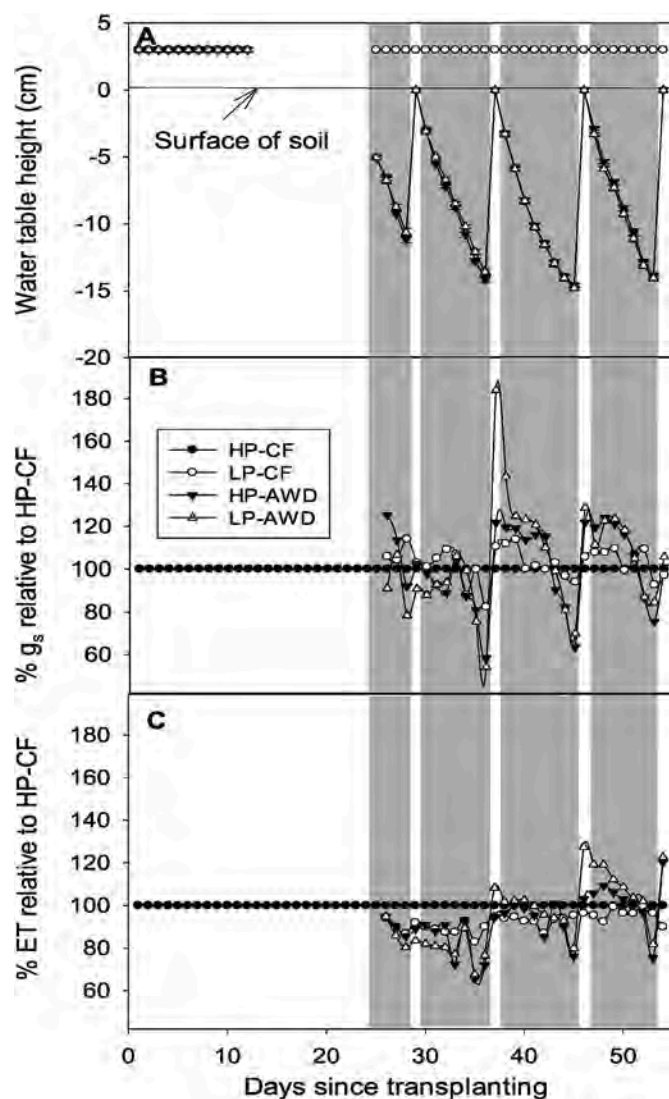 A
Water table height (cm)
5
0
-5
-10
-15
-20
Surface of soil
B
% gs relative to HP-CF
180
160
140
120
100
80
60
HP-CF
LP-CF
HP-AWD
LP-AWD
C
% ET relative to HP-CF
180
160
140
120
100
80
60
0
10
20
30
40
50
Days since transplanting